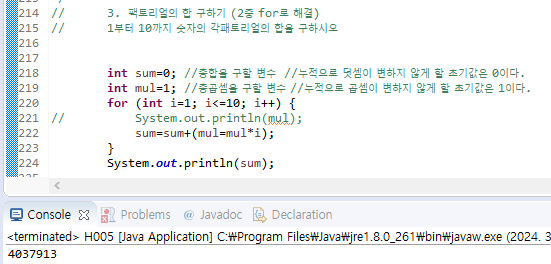 214 //
215 // 3. 팩토리얼의 합 구하기 (2중 for로 해결)
// 1부터 10까지 숫자의 각팩토리얼의 합을 구하시오
216
217
218 int sum=0; //총합을 구할 변수 //누적으로 덧셈이 변하지 않게 할 초기값은 0이다.
219 int mul=1; //총곱셈을 구할 변수 //누적으로 곱셈이 변하지 않게 할 초기값은 1이다.
220 for (int i=1; i<=10; i++) {
221 // System.out.println(mul);
222 sum=sum+(mul=mul*i);
223 }
224 System.out.println(sum);
225
Console Problems @ Javadoc Declaration
<terminated> H005 [Java Application] C:₩Program Files₩Java₩jre1.8.0_261₩bin₩javaw.exe (2024. 3
4037913